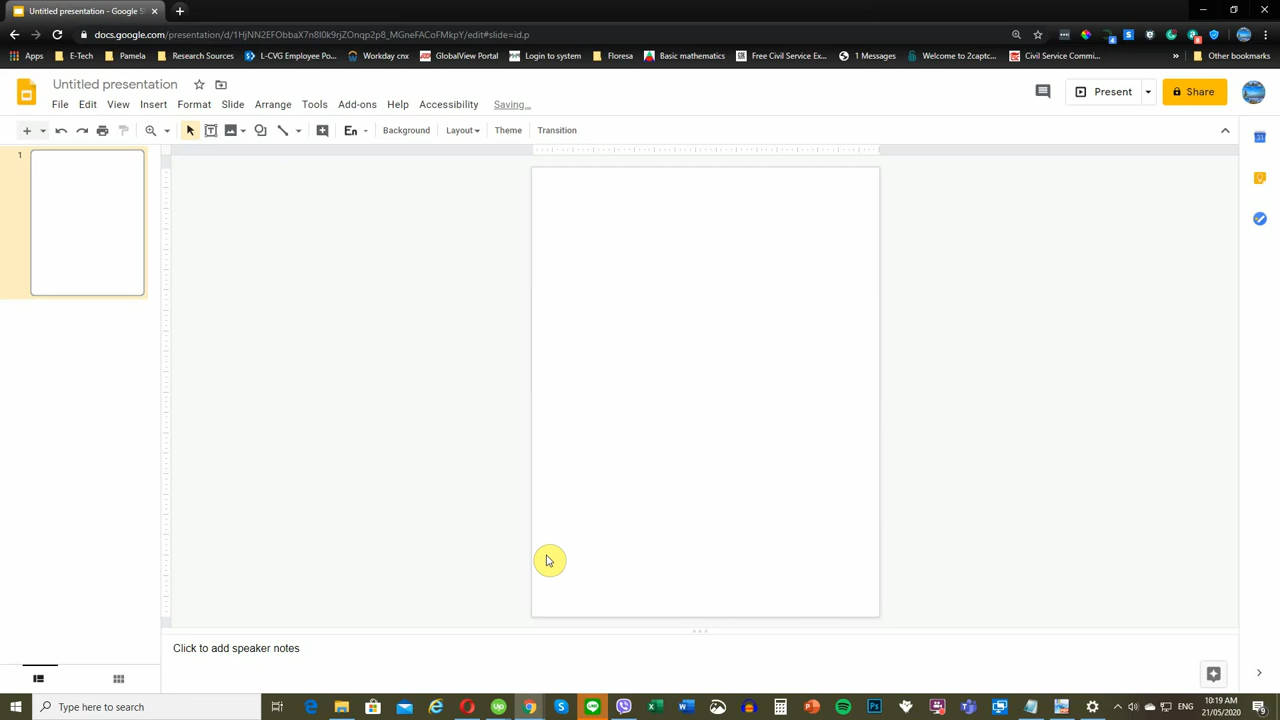 Untitled presentation - Google S
docs.google.com/presentation/d/1HjNN2EFObbaX7n8I0k9rjZOnqp2p8_MGneFACoFMkpY/edit#slide=id.p
Apps E-Tech Pamela Research Sources L-CVG Employee Po... Workday cnx GlobalView Portal Login to system Floresa Basic mathematics Free Civil Service Ex... 1 Messages Welcome to 2captc... Civil Service Commi... » Other bookmarks
Untitled presentation
File Edit View Insert Format Slide Arrange Tools Add-ons Help Accessibility Saving...
Present Share
En Background Layout Theme Transition
1
Click to add speaker notes
Type here to search
ENG
10:19 AM
21/05/2020